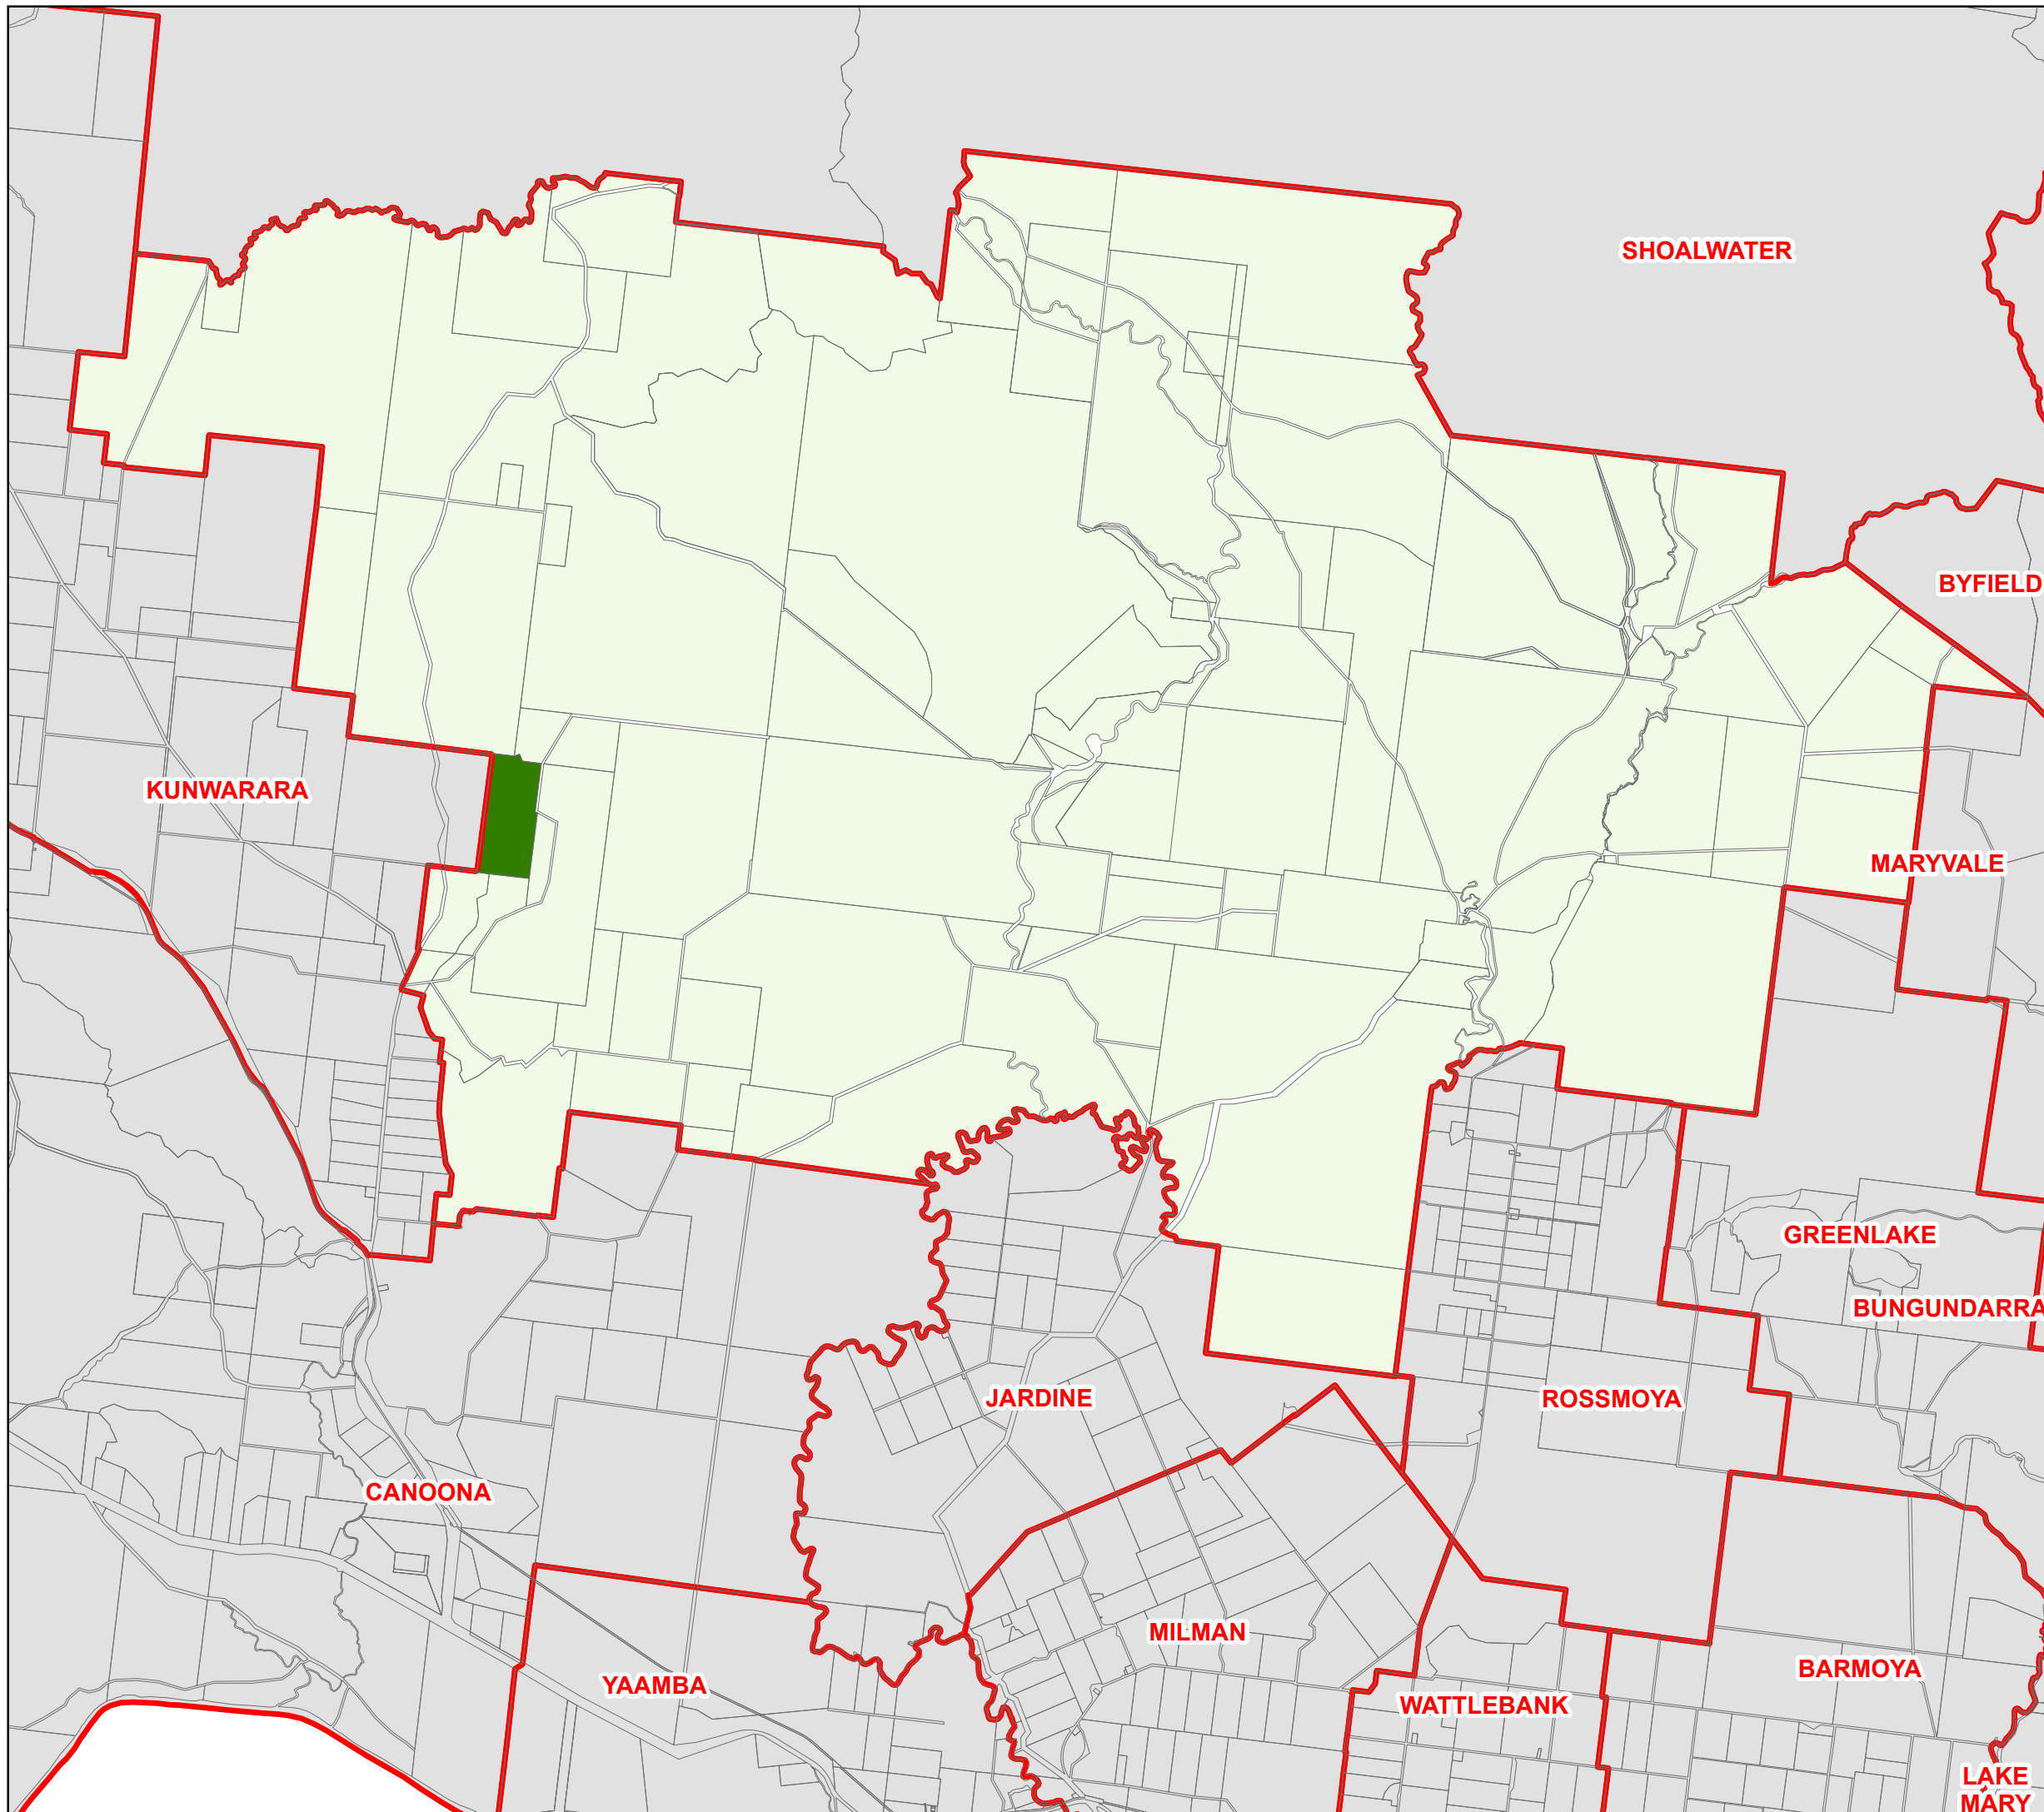 SHOALWATER
BYFIELD
KUNWARARA
MARYVALE
GREENLAKE
BUNGUNDARRA
JARDINE
ROSSMOYA
CANOONA
MILMAN
BARMOYA
YAAMBA
WATTLEBANK
LAKE
MARY